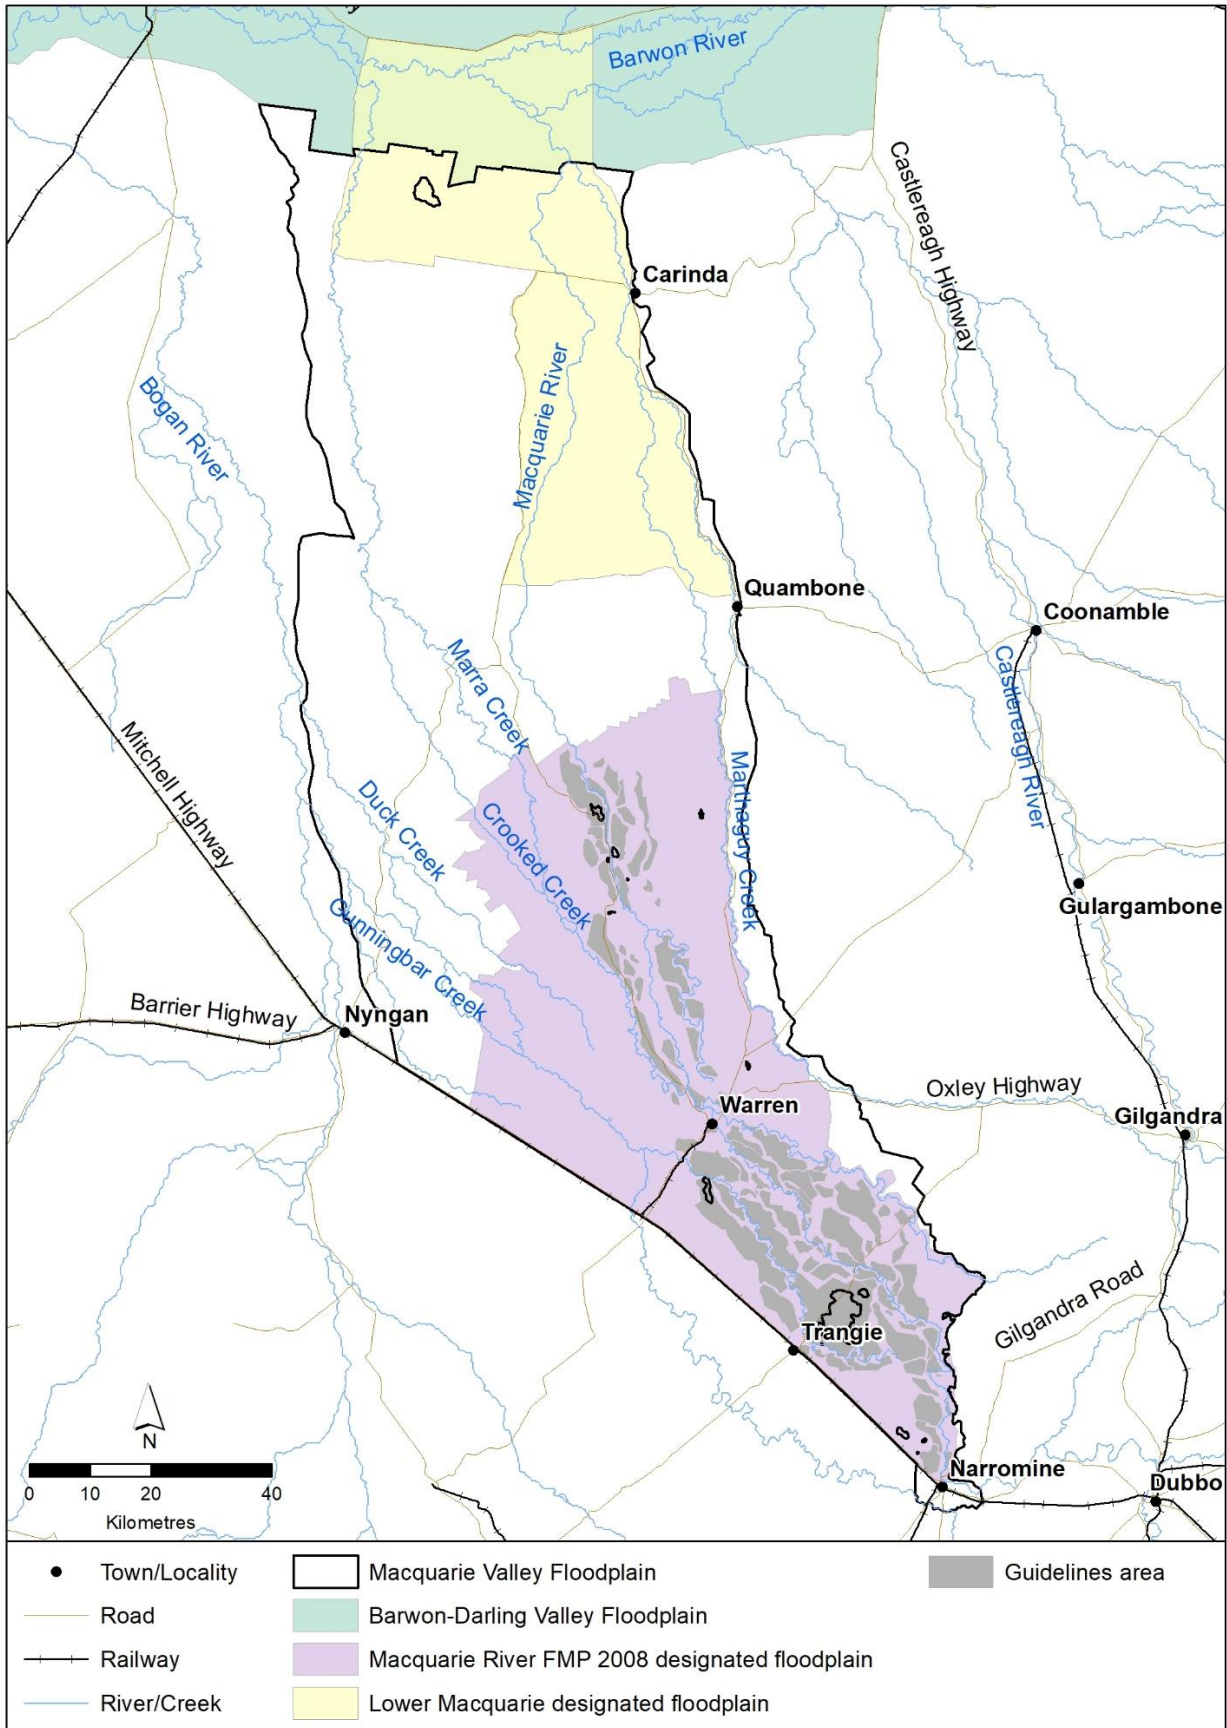 Barwon River
Castlereagh Highway
Carinda
Bogan River
Macquarie River
Quambone
Coonamble
Marra Creek
Castlereagh River
Mitchell Highway
Duck Creek
Crooked Creek
Marthaguy Creek
Gulargambone
Gunningbar Creek
Barrier Highway
Nyngan
Oxley Highway
Warren
Gilgandra
Gilgandra Road
Trangie
N
Narromine
Dubbo
0 10 20 40
Kilometres
Town/Locality
Road
Railway
River/Creek
Macquarie Valley Floodplain
Barwon-Darling Valley Floodplain
Macquarie River FMP 2008 designated floodplain
Lower Macquarie designated floodplain
Guidelines area